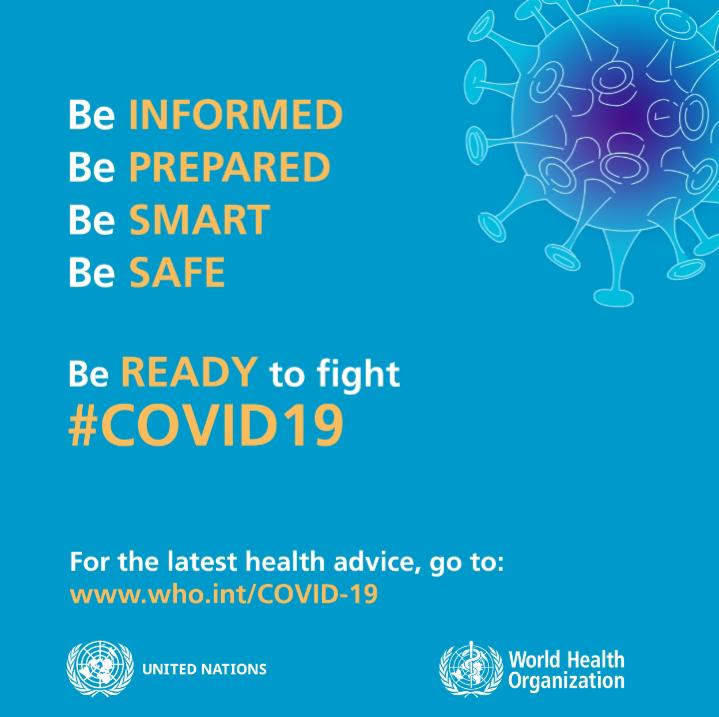 Be INFORMED
Be PREPARED
Be SMART
Be SAFE
Be READY to fight
#COVID19
For the latest health advice, go to:
www.who.int/COVID-19
UNITED NATIONS
World Health
Organization